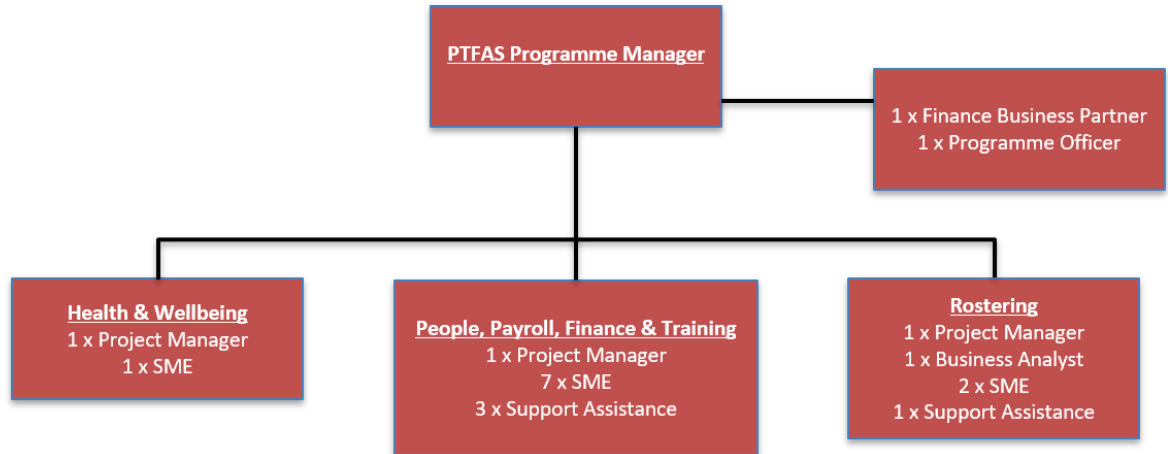 PTFAS Programme Manager
1 x Finance Business Partner
1 x Programme Officer
Health & Wellbeing
1 x Project Manager
1 x SME
People, Payroll, Finance & Training
1 x Project Manager
7 x SME
3 x Support Assistance
Rostering
1 x Project Manager
1 x Business Analyst
2 x SME
1 x Support Assistance